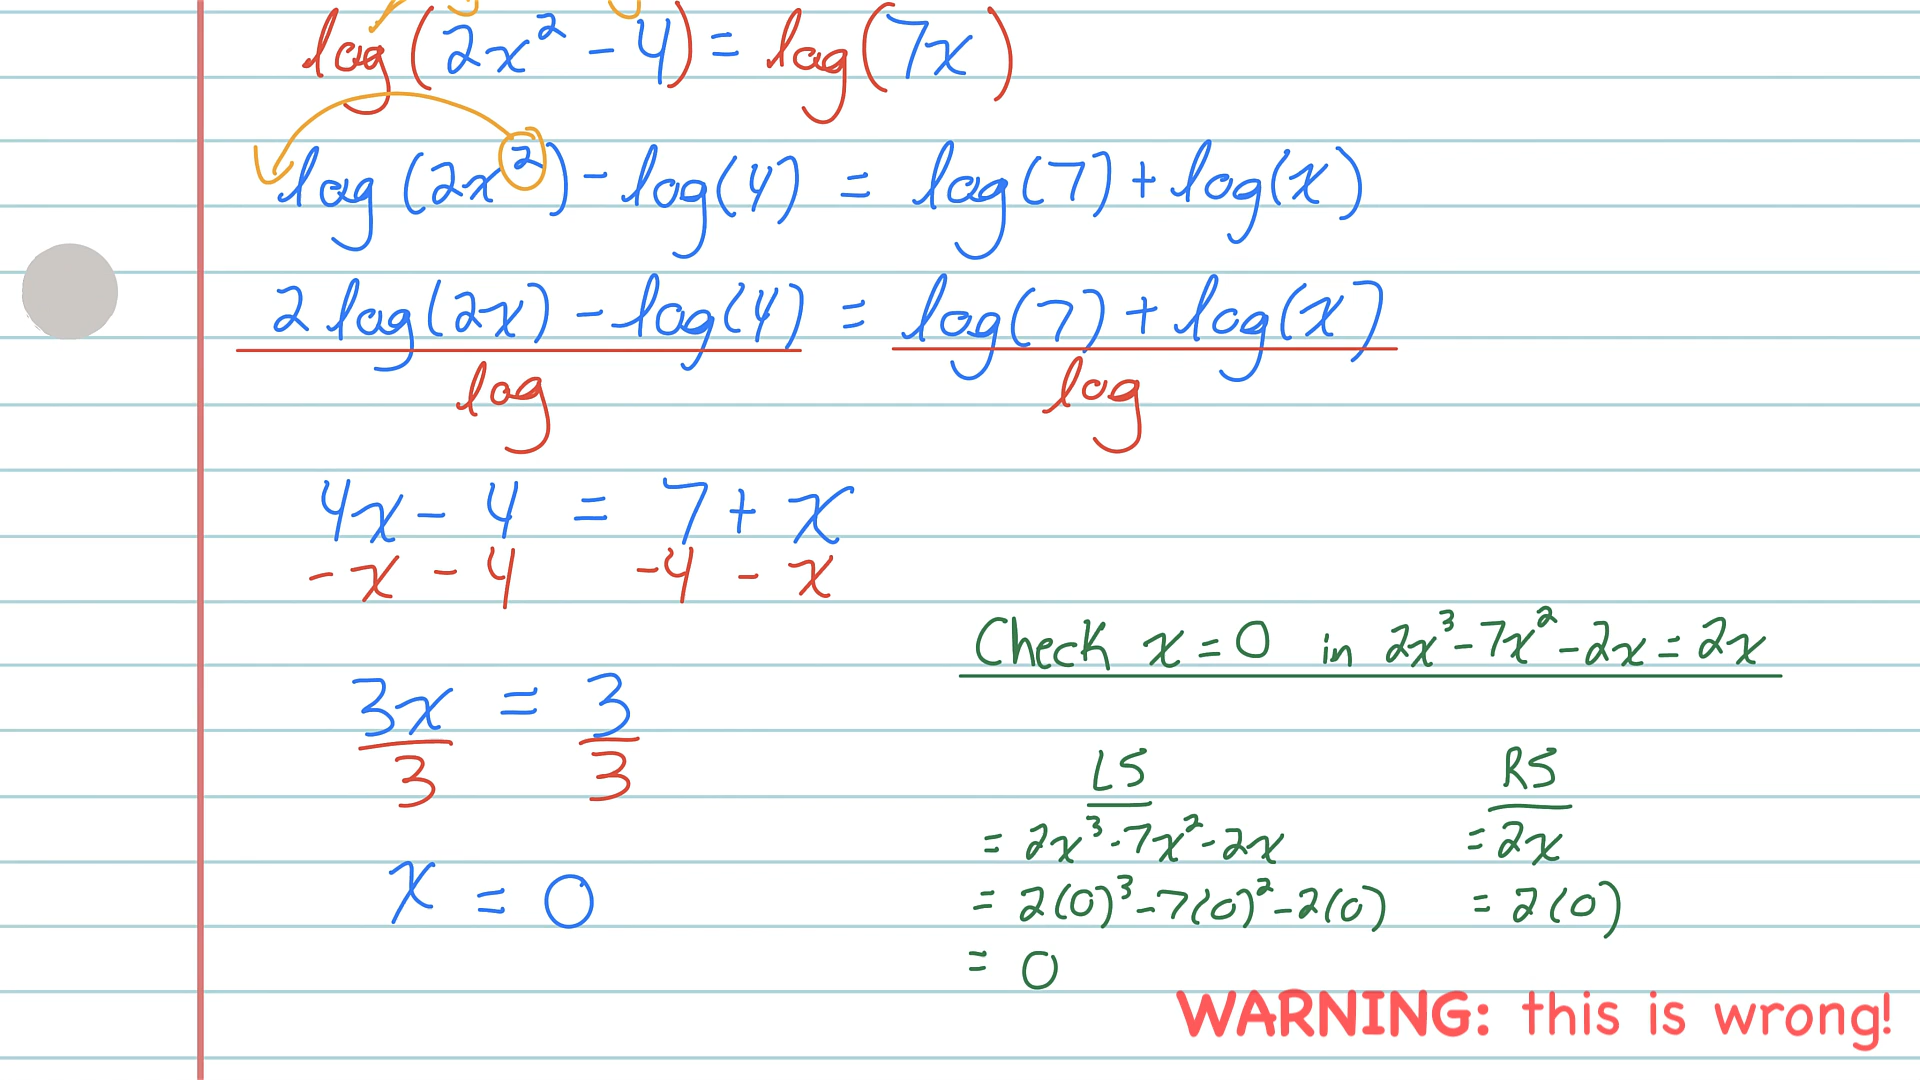 log(2x² - 4) = log(7x)
log(2x²) - log(4) = log(7) + log(x)
2 log(2x) - log(4) = log(7) + log(x)
log log
4x - 4 = 7 + x
- x - 4 -4 - x
3x = 3
3 3
x = 0
Check x = 0 in 2x³ - 7x² - 2x = 2x
LS RS
= 2x³ - 7x² - 2x = 2x
= 2(0)³ - 7(0)² - 2(0) = 2(0)
= 0
WARNING: this is wrong!